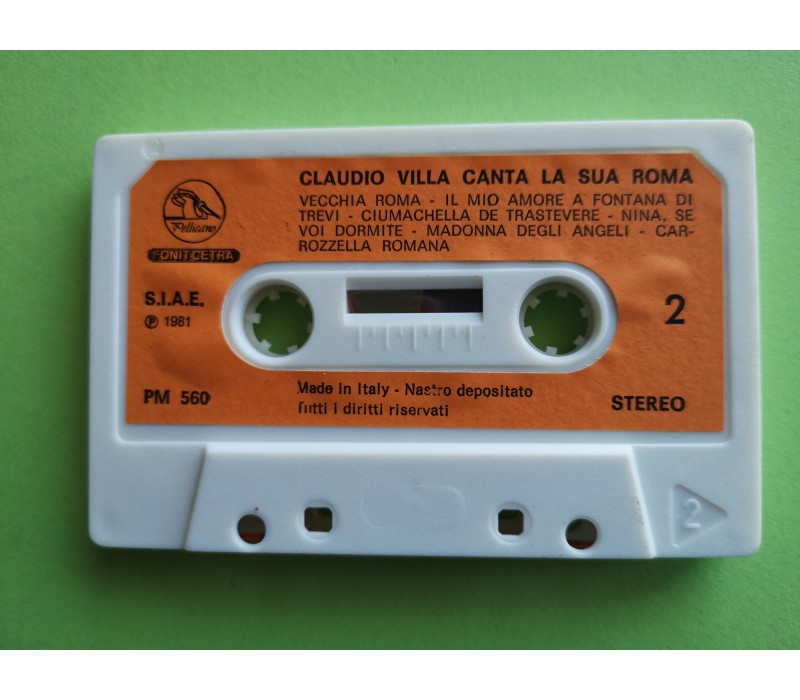 CLAUDIO VILLA CANTA LA SUA ROMA
VECCHIA ROMA - IL MIO AMORE A FONTANA DI
TREVI - CIUMACHELLA DE TRASTEVERE - NINA, SE
VOI DORMITE - MADONNA DEGLI ANGELI - CAR-
ROZZELLA ROMANA
Pellicano
FONIT-CETRA
S.I.A.E.
℗ 1981
2
PM 560
Made in Italy - Nastro depositato
Tutti i diritti riservati
STEREO
2